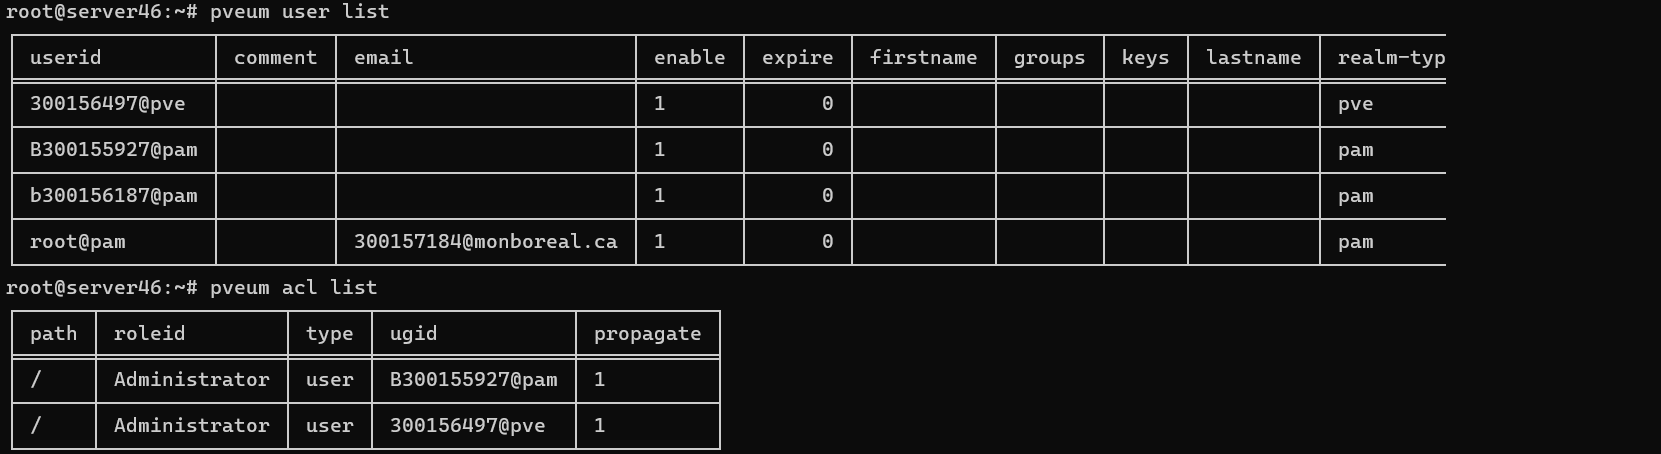 root@server46:~# pveum user list
userid comment email enable expire firstname groups keys lastname realm-typ
300156497@pve 1 0 pve
B300155927@pam 1 0 pam
b300156187@pam 1 0 pam
root@pam 300157184@monboreal.ca 1 0 pam
root@server46:~# pveum acl list
path roleid type ugid propagate
/ Administrator user B300155927@pam 1
/ Administrator user 300156497@pve 1